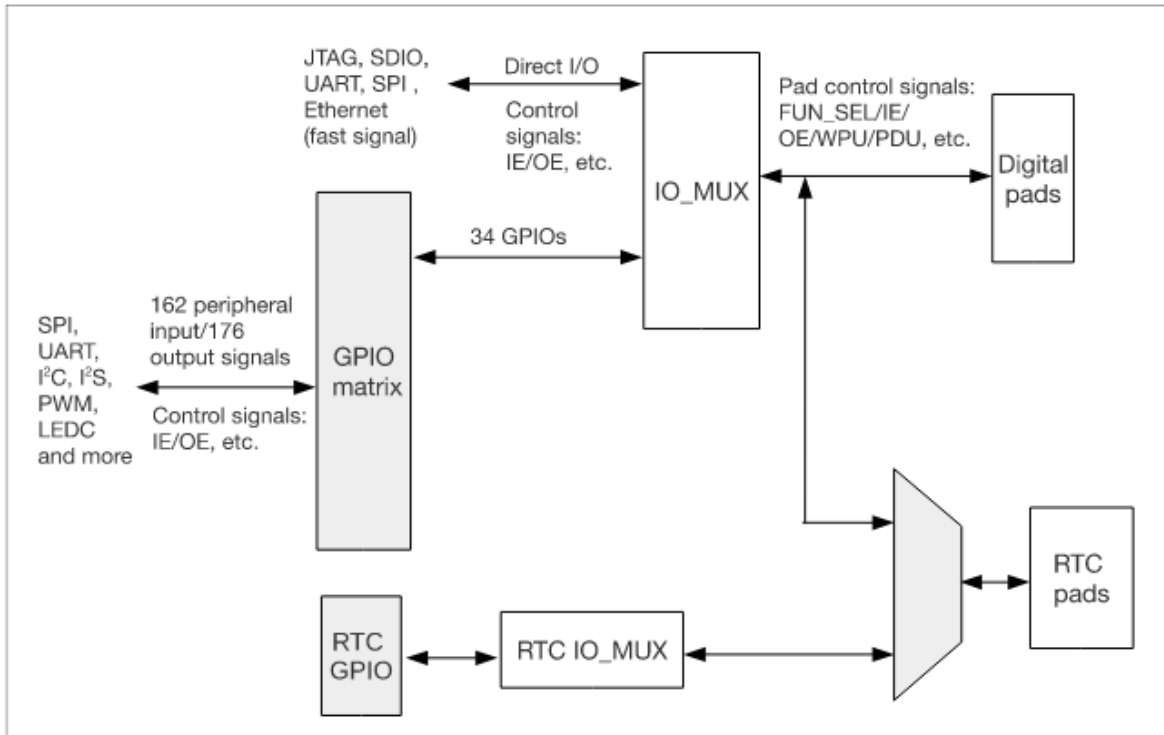 JTAG, SDIO,
UART, SPI ,
Ethernet
(fast signal)
Direct I/O
Control
signals:
IE/OE, etc.
IO_MUX
Pad control signals:
FUN_SEL/IE/
OE/WPU/PDU, etc.
Digital
pads
34 GPIOs
SPI,
UART,
I²C, I²S,
PWM,
LEDC
and more
162 peripheral
input/176
output signals
Control signals:
IE/OE, etc.
GPIO
matrix
RTC
GPIO
RTC IO_MUX
RTC
pads